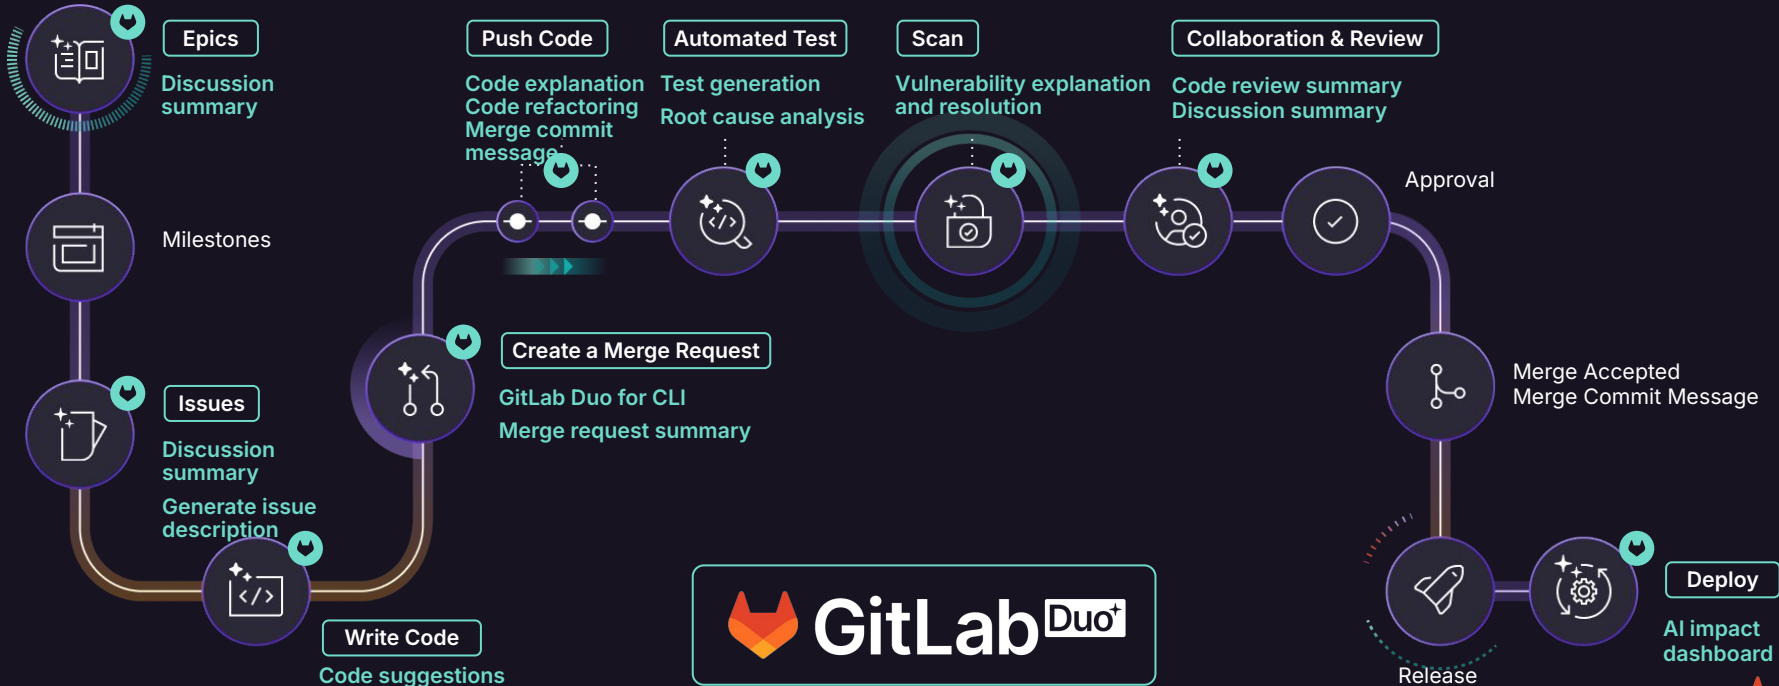 Epics
Discussion
summary
Milestones
Issues
Discussion
summary
Generate issue
description
Write Code
Code suggestions
Create a Merge Request
GitLab Duo for CLI
Merge request summary
Push Code
Code explanation
Code refactoring
Merge commit
message
Automated Test
Test generation
Root cause analysis
Scan
Vulnerability explanation
and resolution
Collaboration & Review
Code review summary
Discussion summary
Approval
Merge Accepted
Merge Commit Message
Release
Deploy
AI impact
dashboard
GitLab Duo